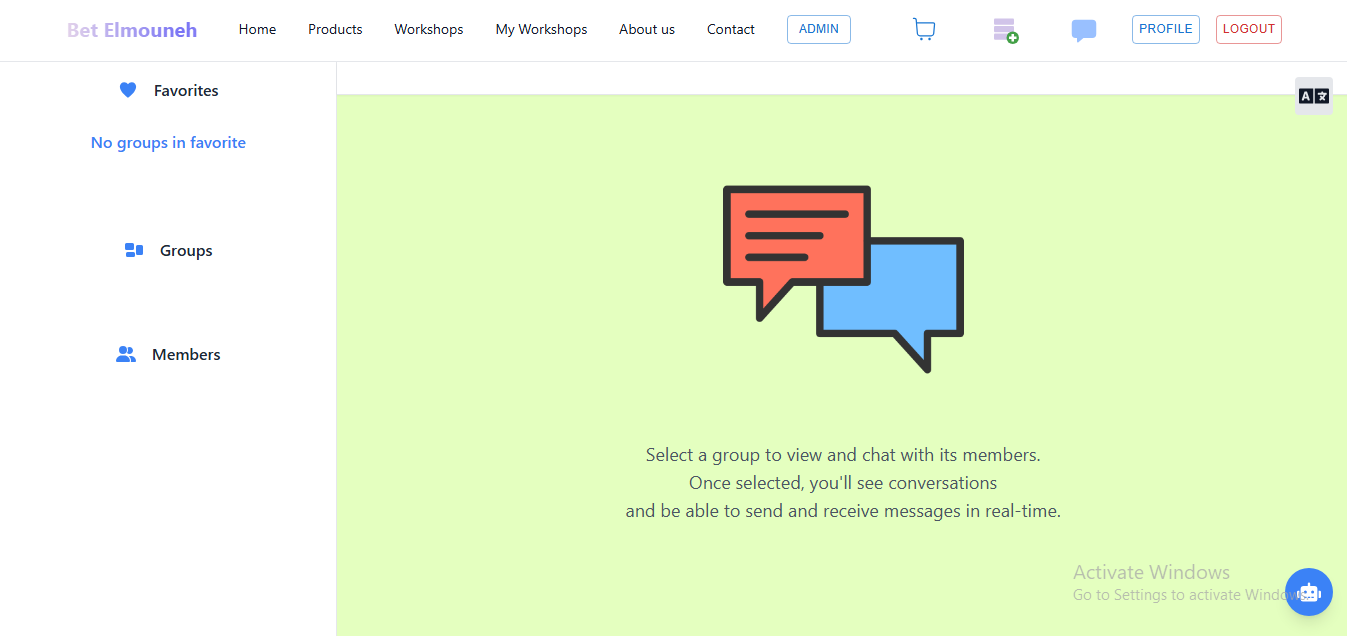 Bet Elmouneh
Home
Products
Workshops
My Workshops
About us
Contact
ADMIN
PROFILE
LOGOUT
Favorites
No groups in favorite
Groups
Members
A 文
Select a group to view and chat with its members.
Once selected, you'll see conversations
and be able to send and receive messages in real-time.
Activate Windows
Go to Settings to activate Windows.